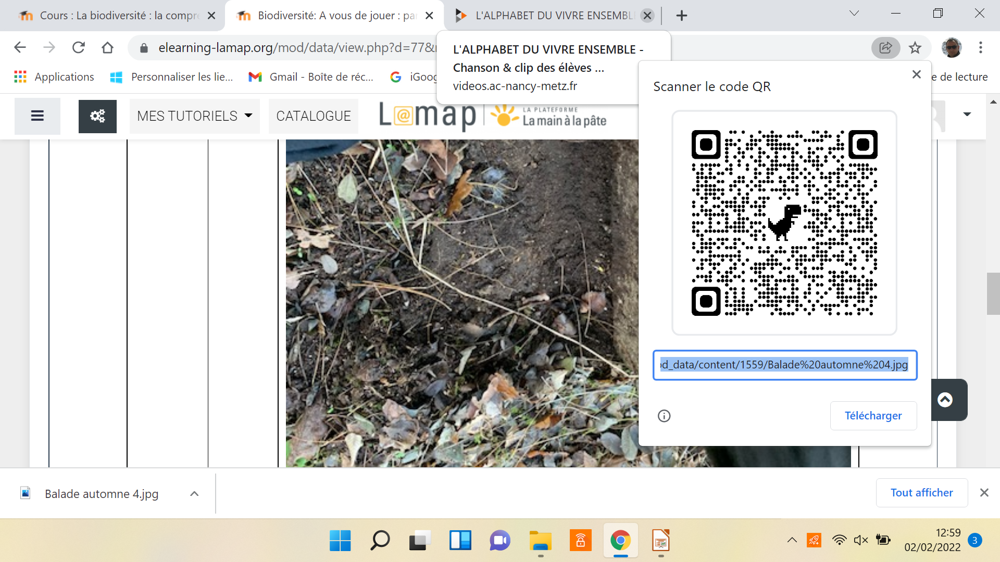 Cours : La biodiversité : la compre
Biodiversité: A vous de jouer : pa
L'ALPHABET DU VIVRE ENSEMBL
elearning-lamap.org/mod/data/view.php?d=77&
L'ALPHABET DU VIVRE ENSEMBLE -
Chanson & clip des élèves ...
videos.ac-nancy-metz.fr
Applications
Personnaliser les lie...
Gmail - Boîte de réc...
iGoog
e de lecture
Scanner le code QR
MES TUTORIELS
CATALOGUE
L@map
LA PLATEFORME
La main à la pâte
od_data/content/1559/Balade%20automne%204.jpg
Télécharger
Balade automne 4.jpg
Tout afficher
12:59
02/02/2022
3